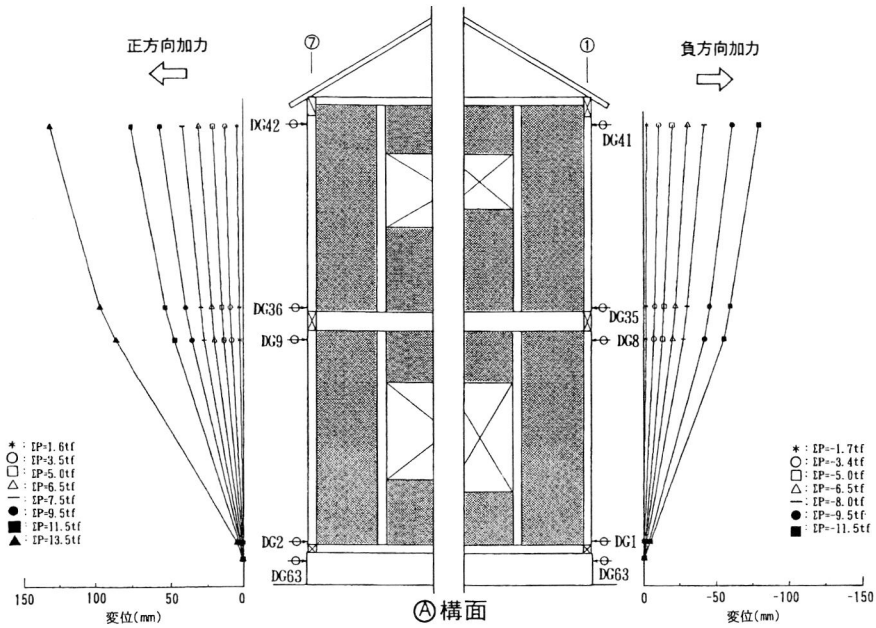 正方向加力
⑦
①
負方向加力
DG42
DG41
DG36
DG35
DG9
DG8
DG2
DG1
DG63
DG63
* : ΣP=1.6tf
○ : ΣP=3.5tf
□ : ΣP=5.0tf
△ : ΣP=6.5tf
— : ΣP=7.5tf
● : ΣP=9.5tf
■ : ΣP=11.5tf
▲ : ΣP=13.5tf
* : ΣP=-1.7tf
○ : ΣP=-3.4tf
□ : ΣP=-5.0tf
△ : ΣP=-6.5tf
— : ΣP=-8.0tf
● : ΣP=-9.5tf
■ : ΣP=-11.5tf
150 100 50 0
変位(mm)
Ⓐ構面
0 -50 -100 -150
変位(mm)